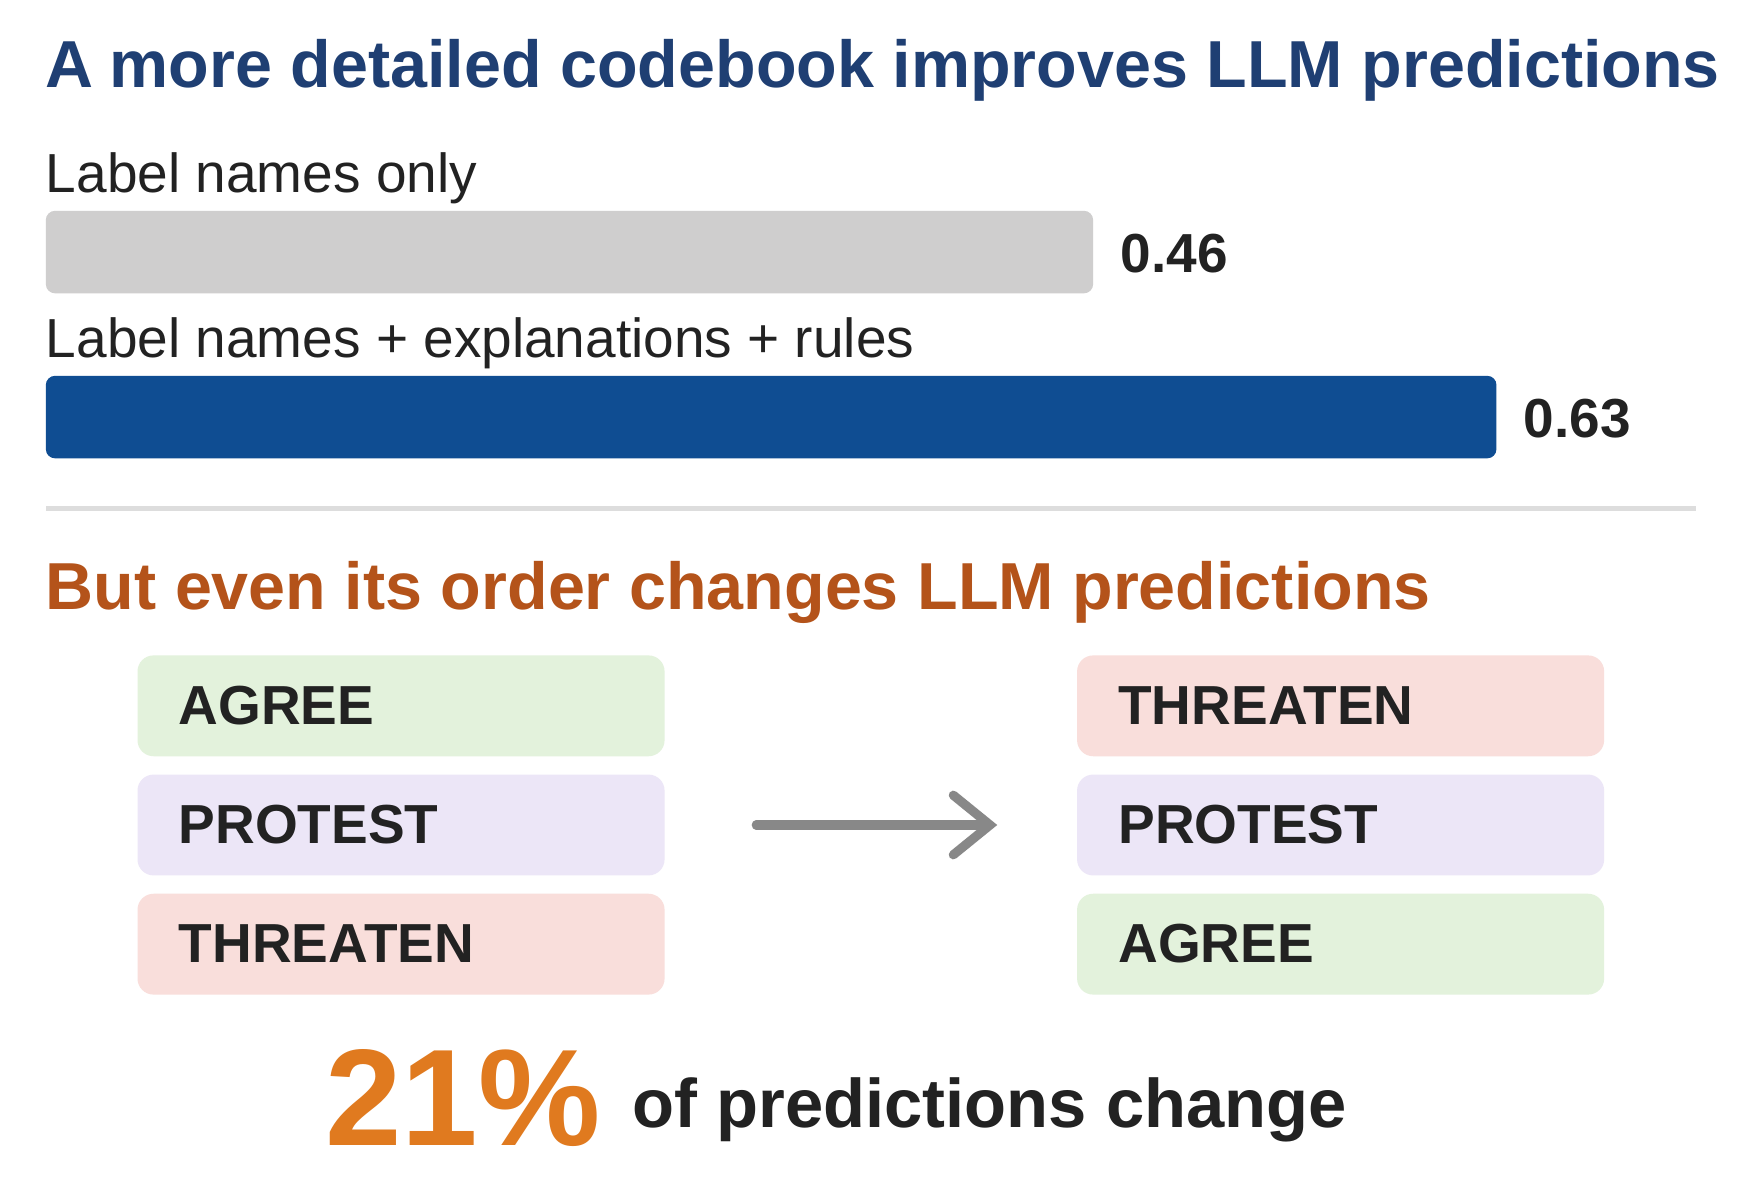 A more detailed codebook improves LLM predictions
Label names only
0.46
Label names + explanations + rules
0.63
But even its order changes LLM predictions
AGREE
PROTEST
THREATEN
THREATEN
PROTEST
AGREE
21% of predictions change